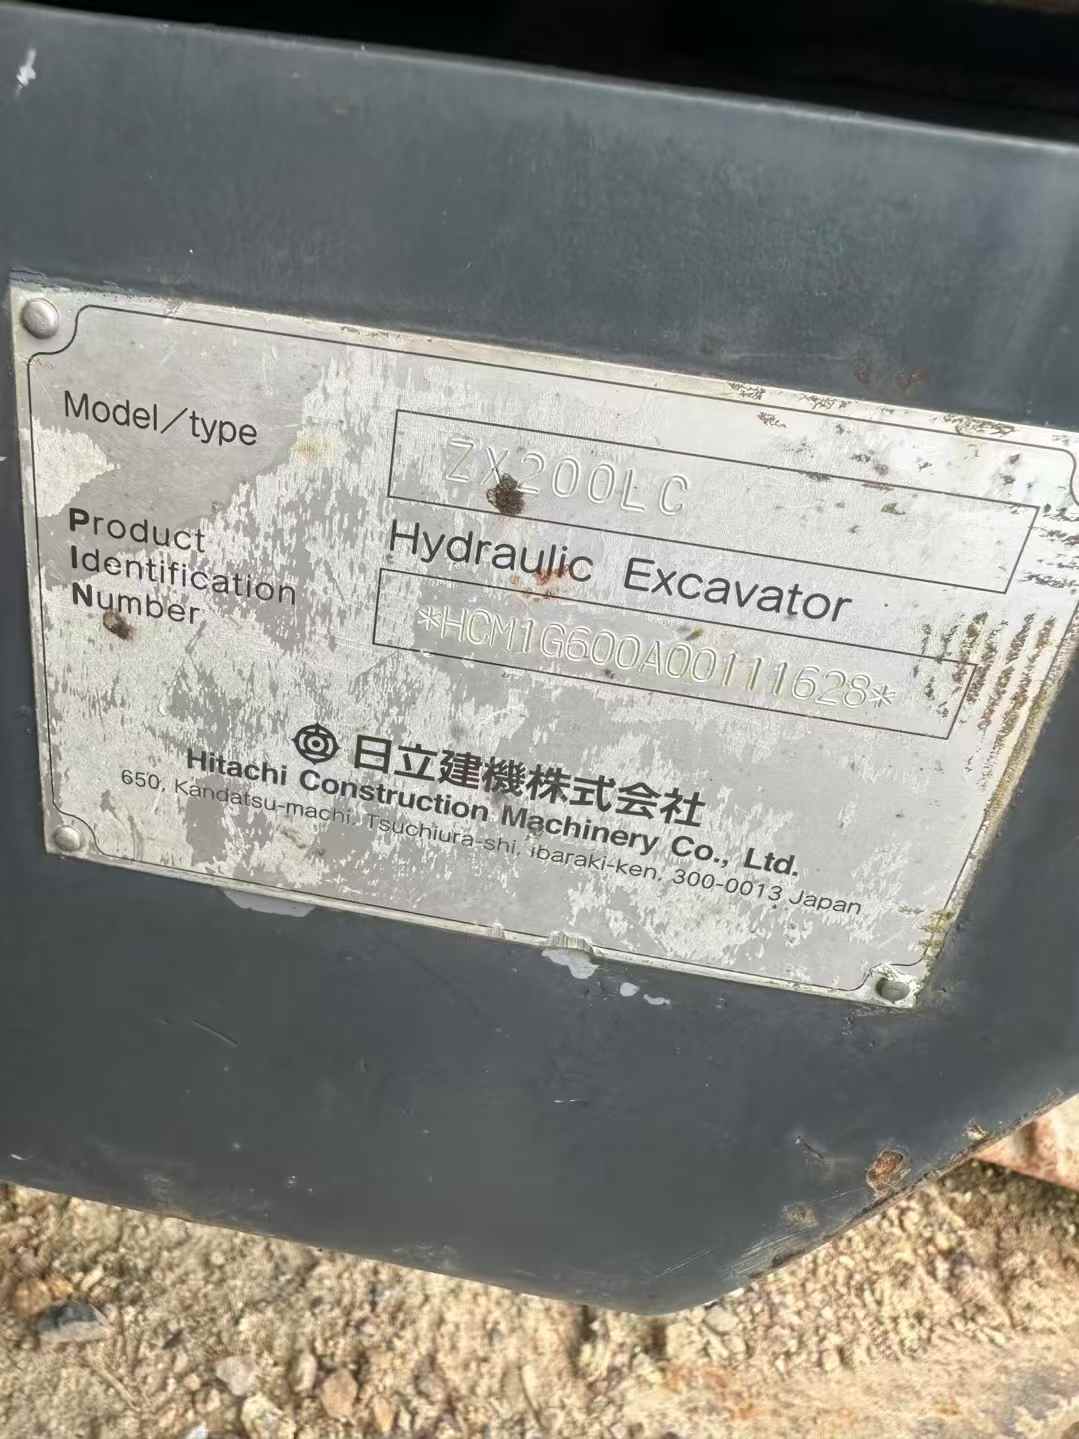 Model/type
ZX200LC
Hydraulic Excavator
Product
Identification
Number
*HCM1G600A00111628*
日立建機株式会社
Hitachi Construction Machinery Co., Ltd.
650, Kandatsu-machi, Tsuchiura-shi, Ibaraki-ken, 300-0013 Japan